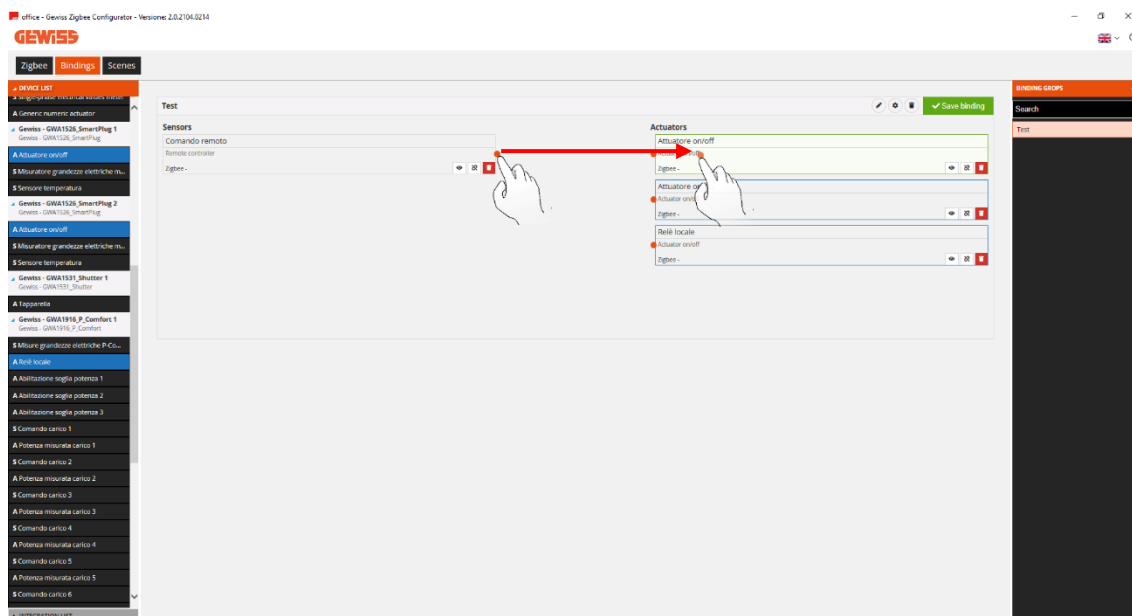 office - Gewiss Zigbee Configurator - Versione: 2.0.2104.0214
GEWISS
Zigbee Bindings Scenes
DEVICE LIST
A Generic numeric actuator
Gewiss - GWA1526_SmartPlug 1
Gewiss - GWA1526_SmartPlug
A Attuatore on/off
S Misuratore grandezze elettriche m...
S Sensore temperatura
Gewiss - GWA1526_SmartPlug 2
Gewiss - GWA1526_SmartPlug
A Attuatore on/off
S Misuratore grandezze elettriche m...
S Sensore temperatura
Gewiss - GWA1531_Shutter 1
Gewiss - GWA1531_Shutter
A Tapparella
Gewiss - GWA1916_P_Comfort 1
Gewiss - GWA1916_P_Comfort
S Misure grandezze elettriche P-Co...
A Relè locale
A Abilitazione soglia potenza 1
A Abilitazione soglia potenza 2
A Abilitazione soglia potenza 3
S Comando carico 1
A Potenza misurata carico 1
S Comando carico 2
A Potenza misurata carico 2
S Comando carico 3
A Potenza misurata carico 3
S Comando carico 4
A Potenza misurata carico 4
S Comando carico 5
A Potenza misurata carico 5
S Comando carico 6
INTEGRATION LIST
Test
Save binding
Sensors
Comando remoto
Remote controller
Zigbee -
Actuators
Attuatore on/off
Zigbee -
Attuatore
Actuator
Zigbee -
Relè locale
Actuator on/off
Zigbee -
BINDING GROPS
Search
Test